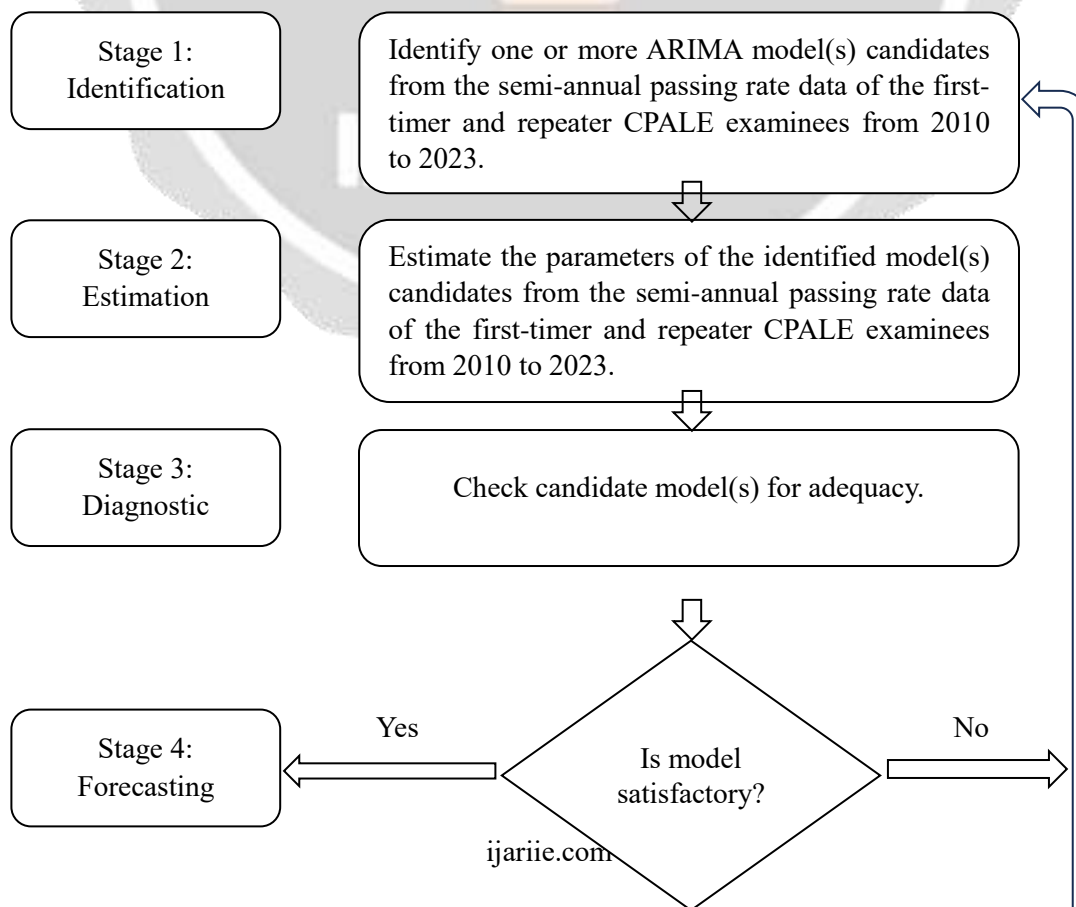 Stage 1:
Identification
Identify one or more ARIMA model(s) candidates
from the semi-annual passing rate data of the first-
timer and repeater CPALE examinees from 2010
to 2023.
Stage 2:
Estimation
Estimate the parameters of the identified model(s)
candidates from the semi-annual passing rate data
of the first-timer and repeater CPALE examinees
from 2010 to 2023.
Stage 3:
Diagnostic
Check candidate model(s) for adequacy.
Stage 4:
Forecasting
Yes
Is model
satisfactory?
No
ijariie.com